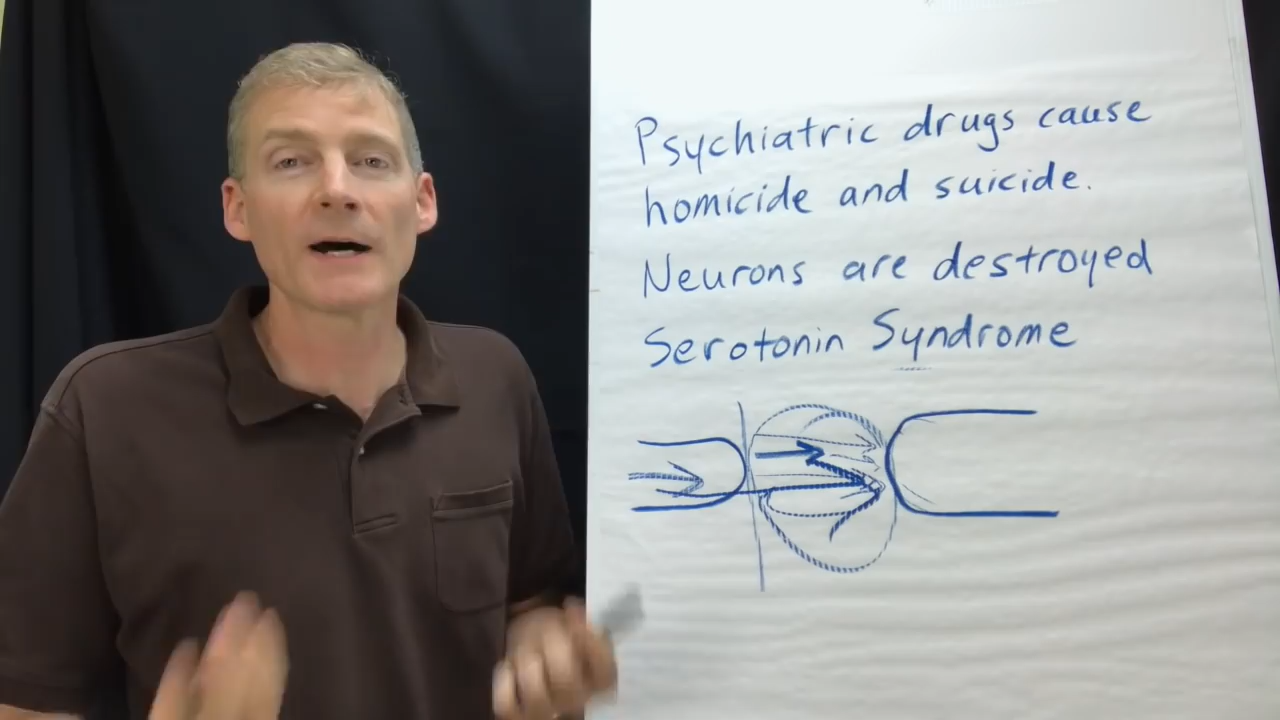 Psychiatric drugs cause
homicide and suicide.
Neurons are destroyed
Serotonin Syndrome